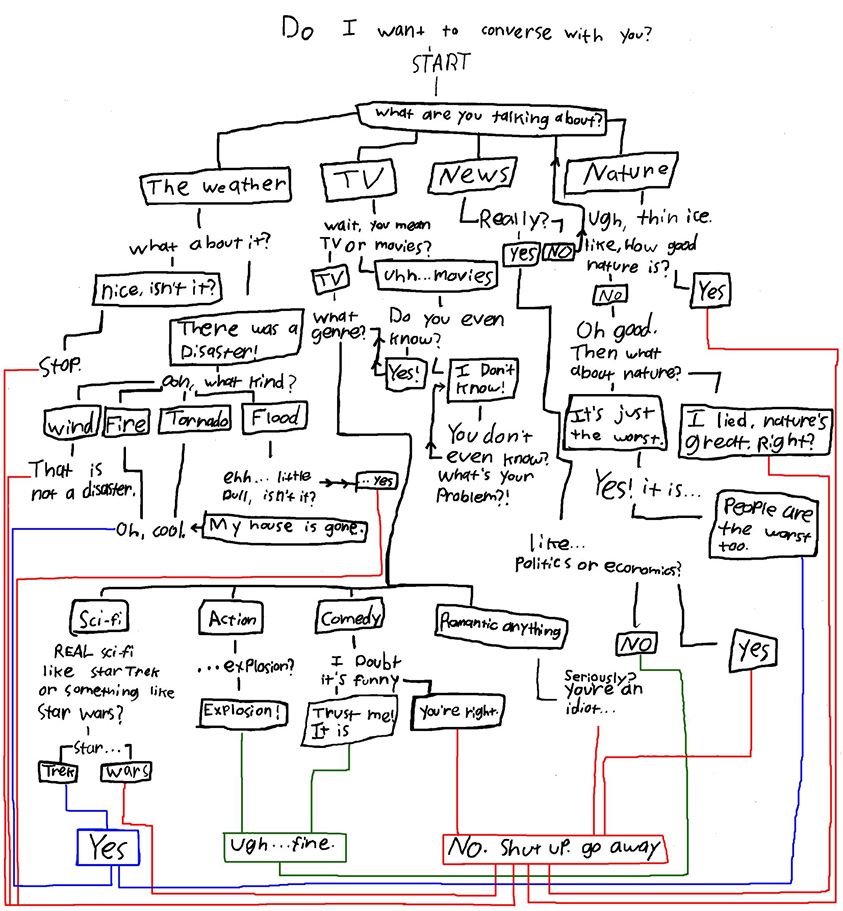 Do I want to converse with you?
START
what are you talking about?
The weather
TV
News
Nature
what about it?
wait, you mean
TV or movies?
Really?
Ugh, thin ice.
like, How good
nature is?
Yes
NO
nice, isn't it?
TV
uhh...movies
No
Yes
There was a
Disaster!
what
genre?
Do you even
know?
Oh good.
Then what
about nature?
STOP.
Ooh, what kind?
Yes!
I Don't
know!
wind
Fire
Tornado
Flood
It's just
the worst.
I lied, nature's
great. Right?
You don't
even know?
What's your
Problem?!
That is
not a disaster.
ehh... little
Dull, isn't it?
...yes
Yes! it is...
People are
the worst
too.
Oh, cool.
My house is gone.
like...
Politics or economics?
Sci-fi
Action
Comedy
Romantic anything
NO
yes
REAL sci-fi
like star Trek
or something like
Star Wars?
...explosion?
I Doubt
it's funny
Seriously?
You're an
idiot...
Explosion!
Trust me!
It is
You're right.
Star...
Trek
wars
Yes
ugh...fine.
No. Shut up. go away